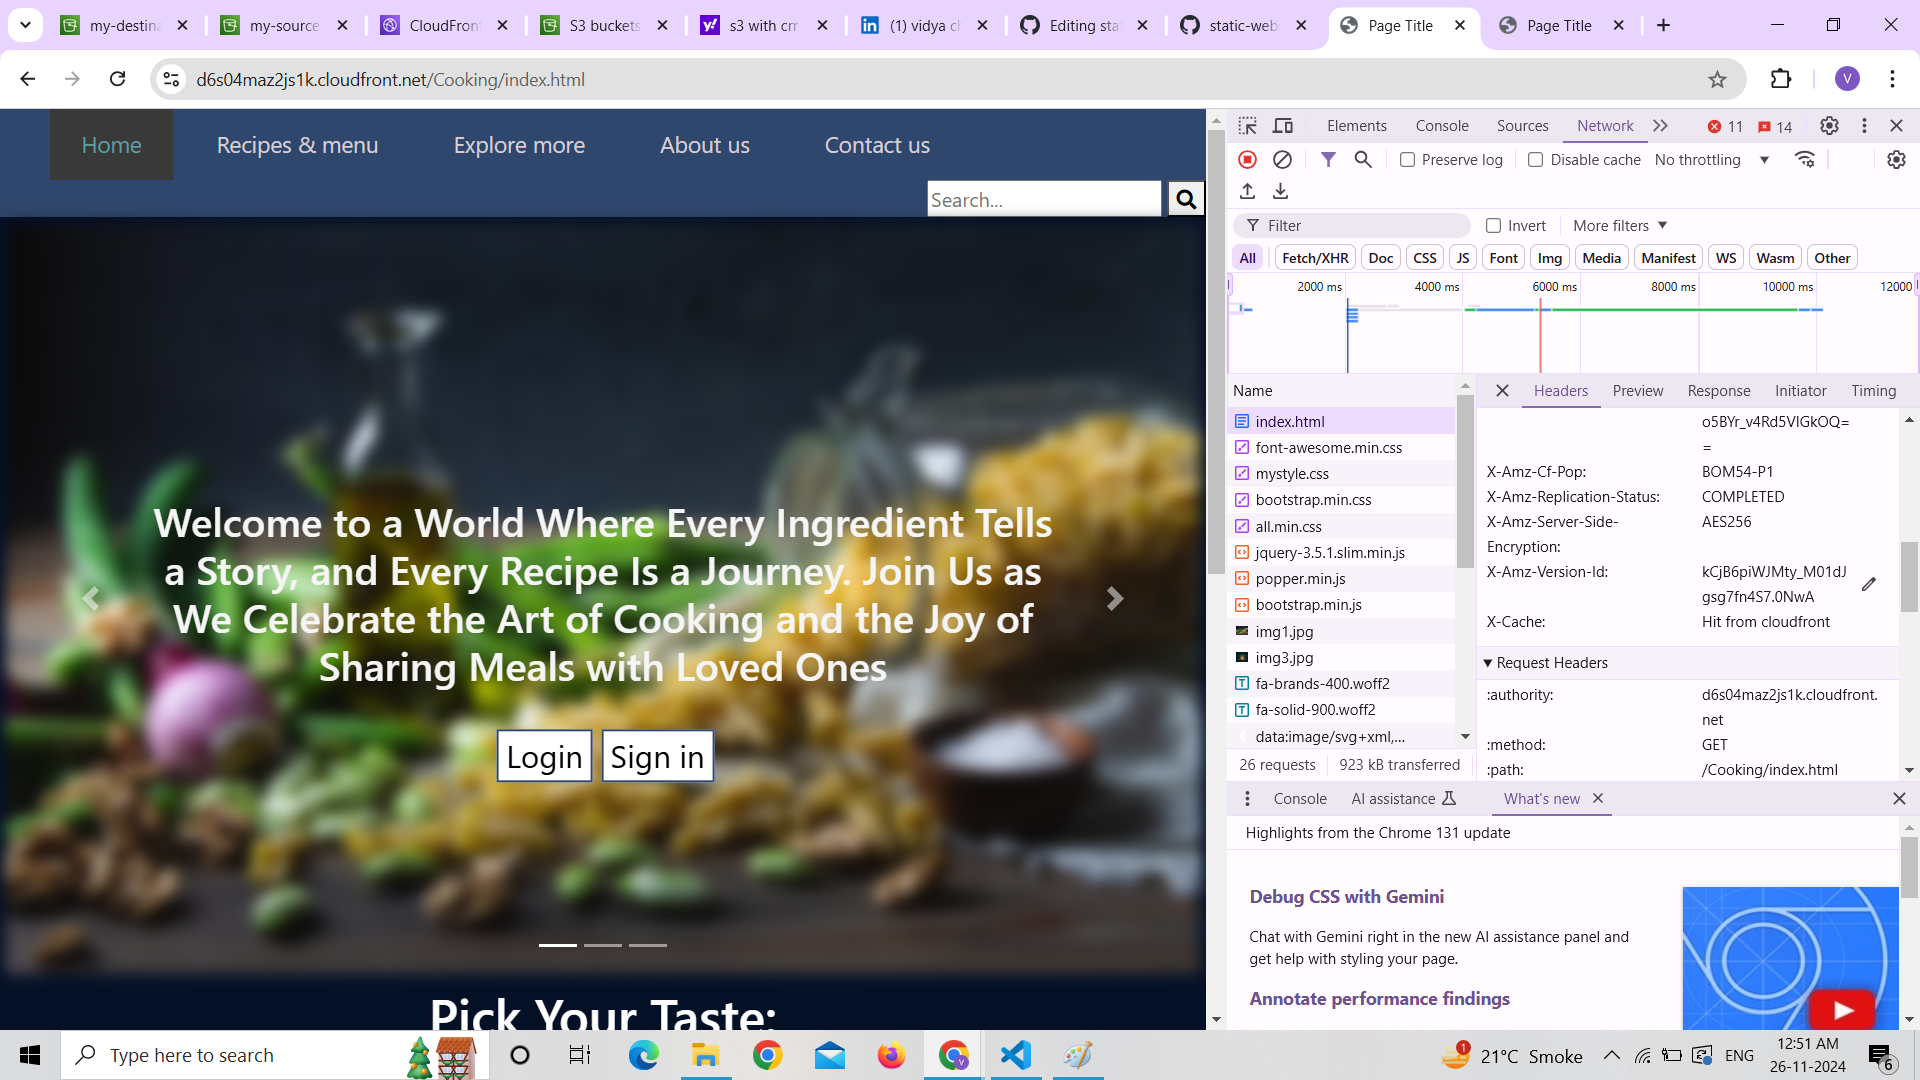 my-destina
my-source
CloudFron
S3 buckets
s3 with crr
(1) vidya ch
Editing sta
static-web
Page Title
Page Title
d6s04maz2js1k.cloudfront.net/Cooking/index.html
V
Home
Recipes & menu
Explore more
About us
Contact us
Search...
Welcome to a World Where Every Ingredient Tells
a Story, and Every Recipe Is a Journey. Join Us as
We Celebrate the Art of Cooking and the Joy of
Sharing Meals with Loved Ones
Login Sign in
Pick Your Taste:
Elements Console Sources Network 11 14
Preserve log Disable cache No throttling
Filter Invert More filters
All Fetch/XHR Doc CSS JS Font Img Media Manifest WS Wasm Other
2000 ms 4000 ms 6000 ms 8000 ms 10000 ms 12000
Name
index.html
font-awesome.min.css
mystyle.css
bootstrap.min.css
all.min.css
jquery-3.5.1.slim.min.js
popper.min.js
bootstrap.min.js
img1.jpg
img3.jpg
fa-brands-400.woff2
fa-solid-900.woff2
data:image/svg+xml,...
26 requests 923 kB transferred
Headers Preview Response Initiator Timing
o5BYr_v4Rd5VIGkOQ=
=
X-Amz-Cf-Pop: BOM54-P1
X-Amz-Replication-Status: COMPLETED
X-Amz-Server-Side- AES256
Encryption:
X-Amz-Version-Id: kCjB6piWJMty_M01dJ
gsg7fn4S7.0NwA
X-Cache: Hit from cloudfront
Request Headers
:authority: d6s04maz2js1k.cloudfront.
net
:method: GET
:path: /Cooking/index.html
Console AI assistance What's new
Highlights from the Chrome 131 update
Debug CSS with Gemini
Chat with Gemini right in the new AI assistance panel and
get help with styling your page.
Annotate performance findings
Type here to search
1
21°C Smoke
ENG
12:51 AM
26-11-2024
6